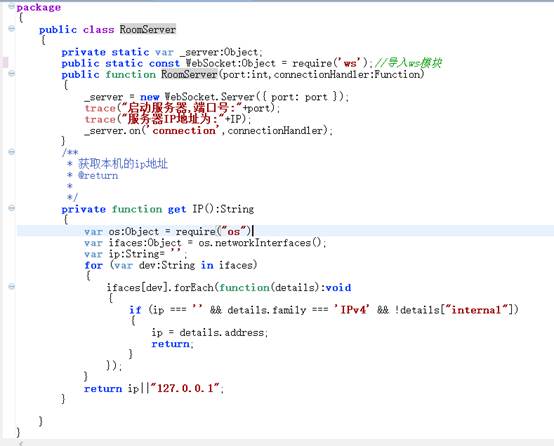 package
{
public class RoomServer
{
private static var _server:Object;
public static const WebSocket:Object = require('ws');//导入ws模块
public function RoomServer(port:int,connectionHandler:Function)
{
_server = new WebSocket.Server({ port: port });
trace("启动服务器,端口号:"+port);
trace("服务器IP地址为:"+IP);
_server.on('connection',connectionHandler);
}
/**
* 获取本机的ip地址
* @return
*
*/
private function get IP():String
{
var os:Object = require("os")
var ifaces:Object = os.networkInterfaces();
var ip:String= '';
for (var dev:String in ifaces)
{
ifaces[dev].forEach(function(details):void
{
if (ip === '' && details.family === 'IPv4' && !details["internal"])
{
ip = details.address;
return;
}
});
}
return ip||"127.0.0.1";
}
}
}